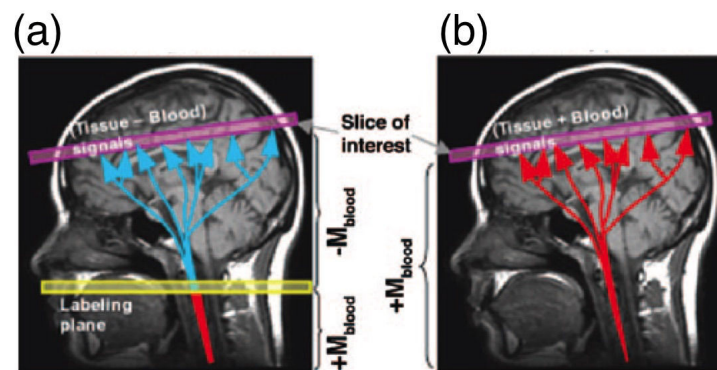 (a)
(b)
(Tissue – Blood)
signals
Slice of
interest
(Tissue + Blood)
signals
-Mblood
+Mblood
+Mblood
Labeling
plane